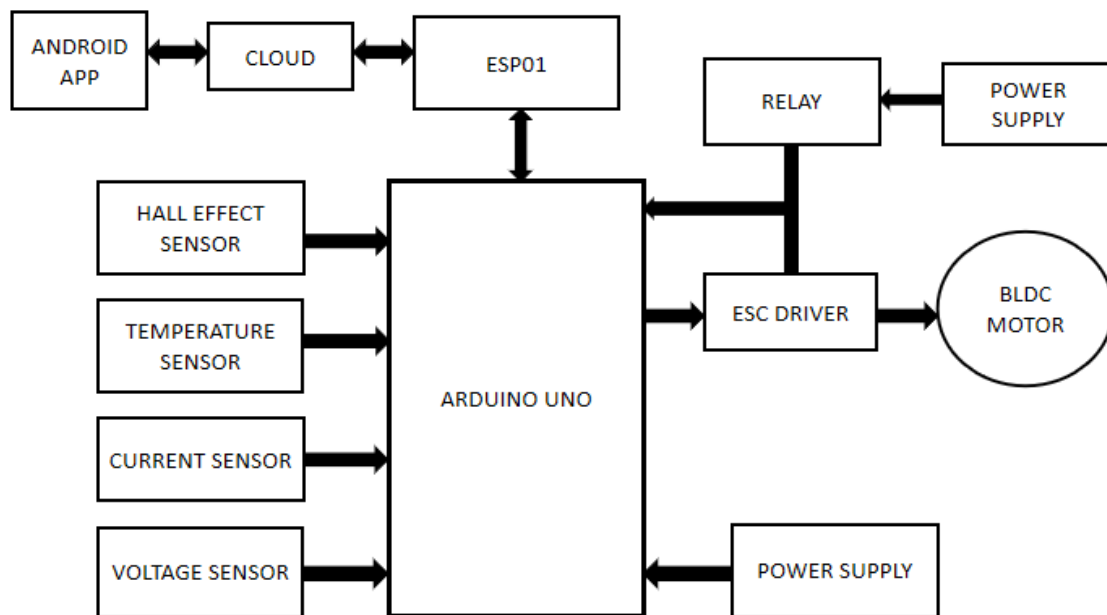 ANDROID
APP
CLOUD
ESP01
RELAY
POWER
SUPPLY
HALL EFFECT
SENSOR
TEMPERATURE
SENSOR
ESC DRIVER
BLDC
MOTOR
ARDUINO UNO
CURRENT SENSOR
VOLTAGE SENSOR
POWER SUPPLY